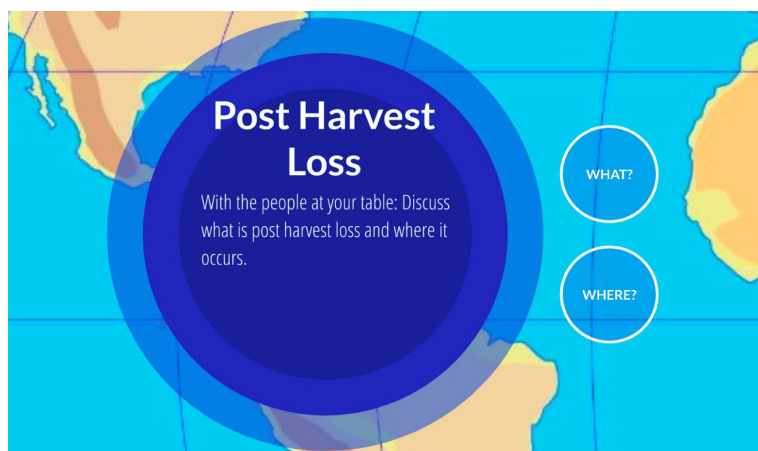 Post Harvest
Loss
With the people at your table: Discuss
what is post harvest loss and where it
occurs.
WHAT?
WHERE?